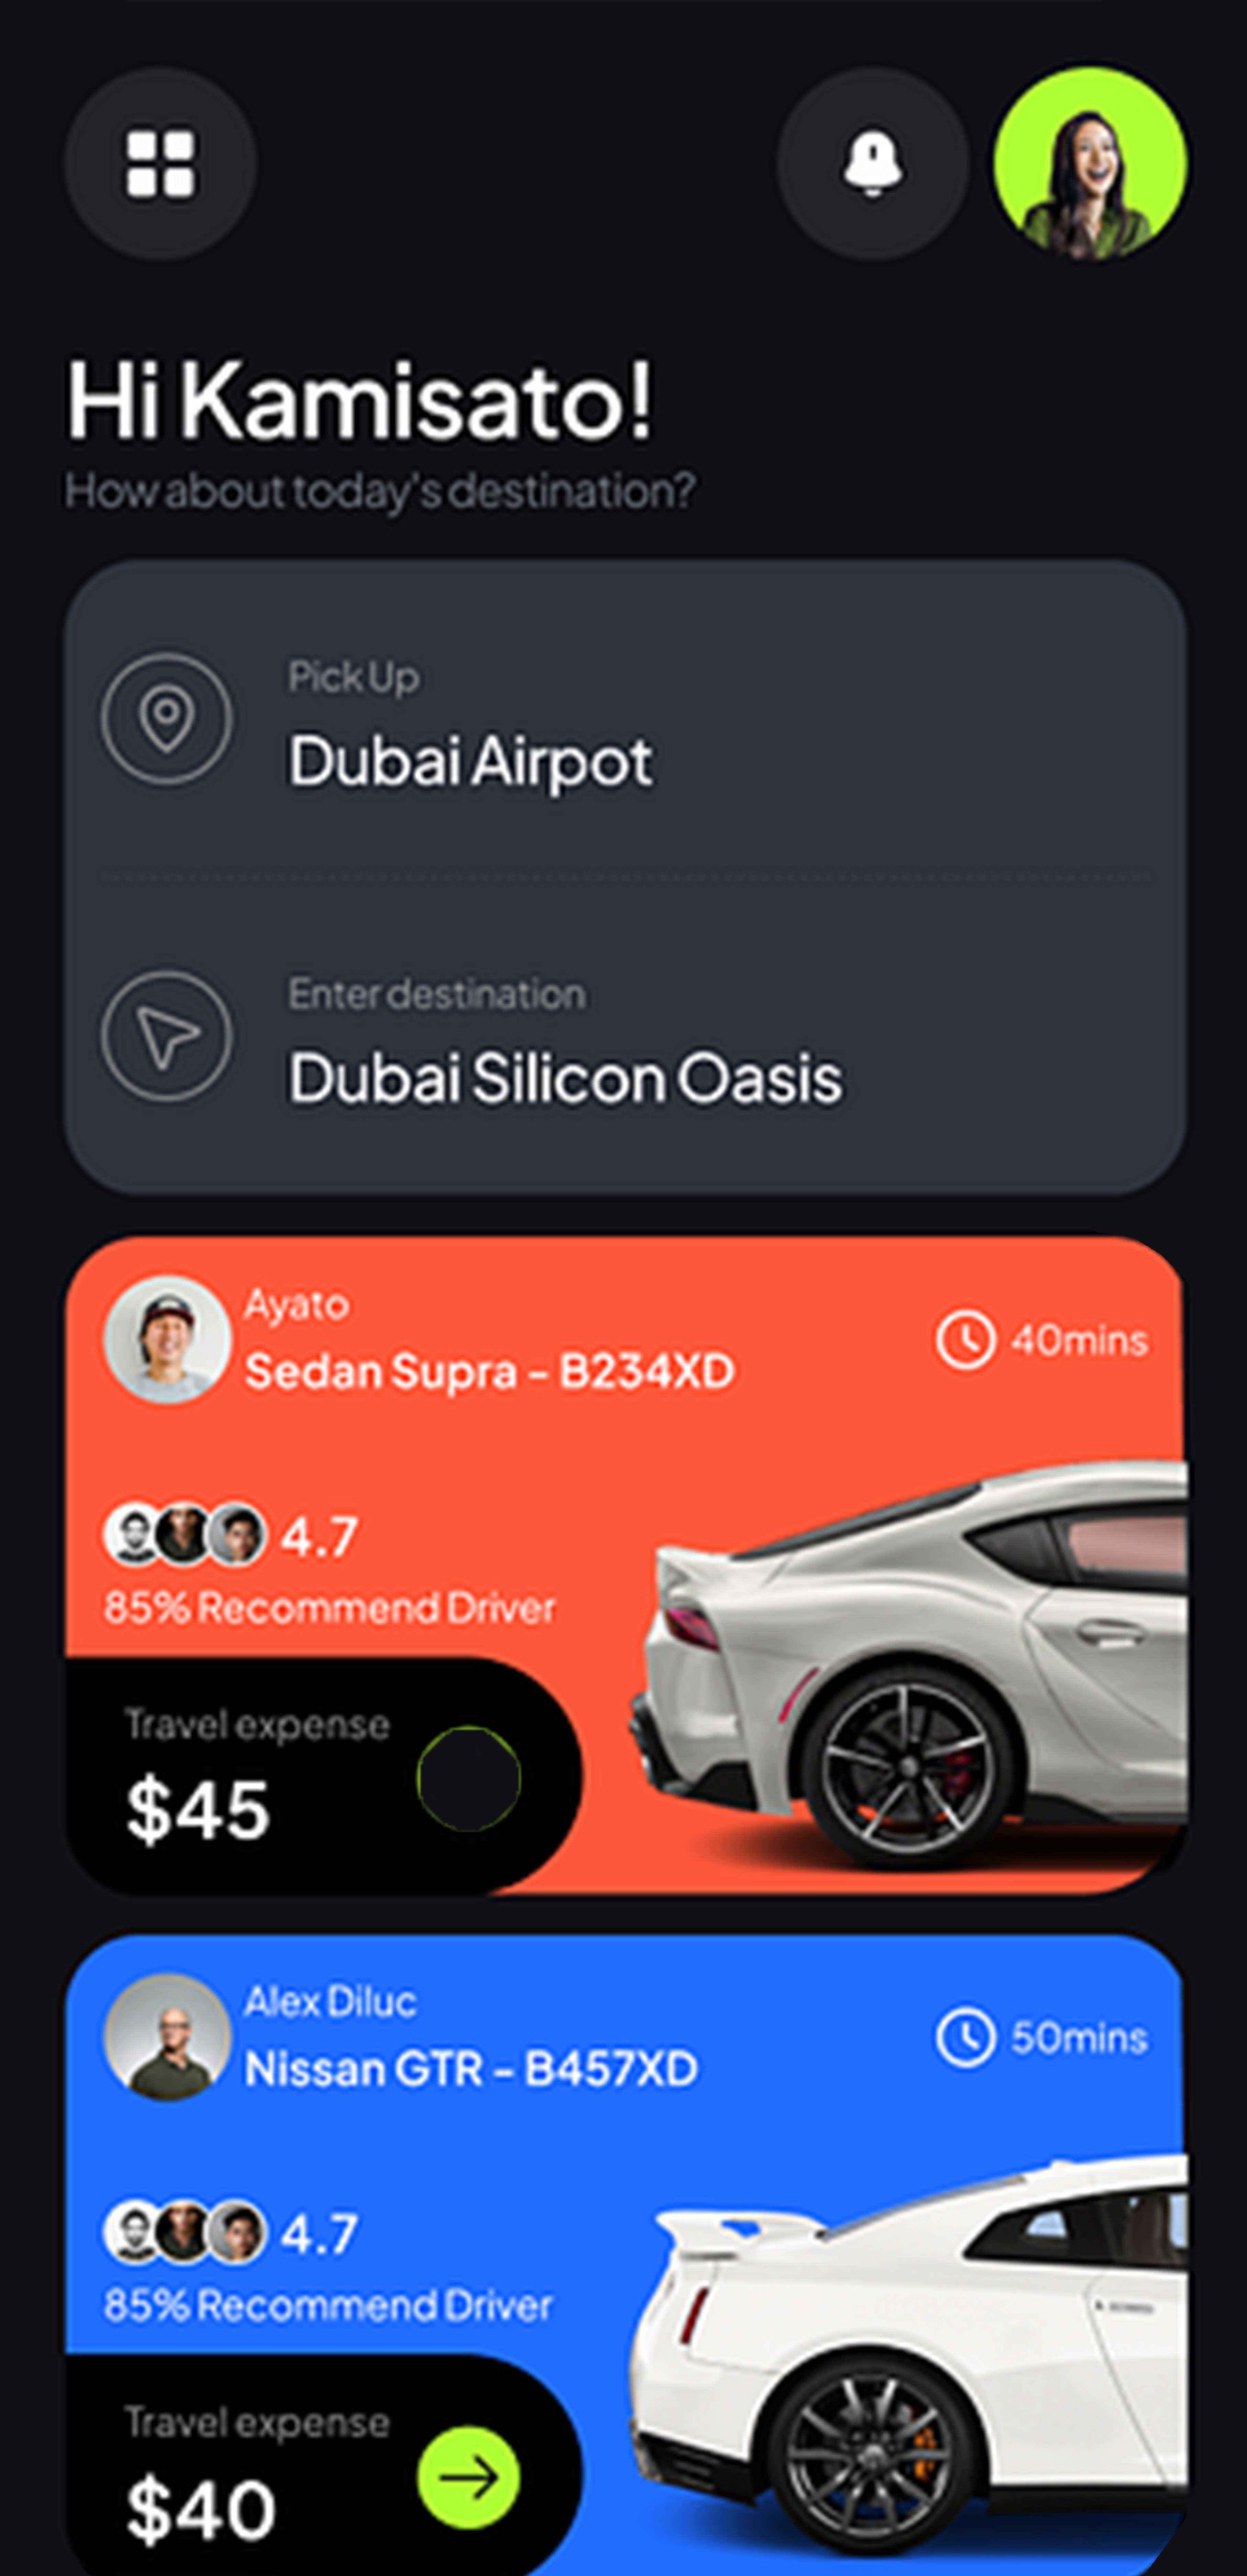 Hi Kamisato!
How about today's destination?
Pick Up
Dubai Airpot
Enter destination
Dubai Silicon Oasis
Ayato
Sedan Supra - B234XD
40mins
4.7
85% Recommend Driver
Travel expense
$45
Alex Diluc
Nissan GTR - B457XD
50mins
4.7
85% Recommend Driver
Travel expense
$40